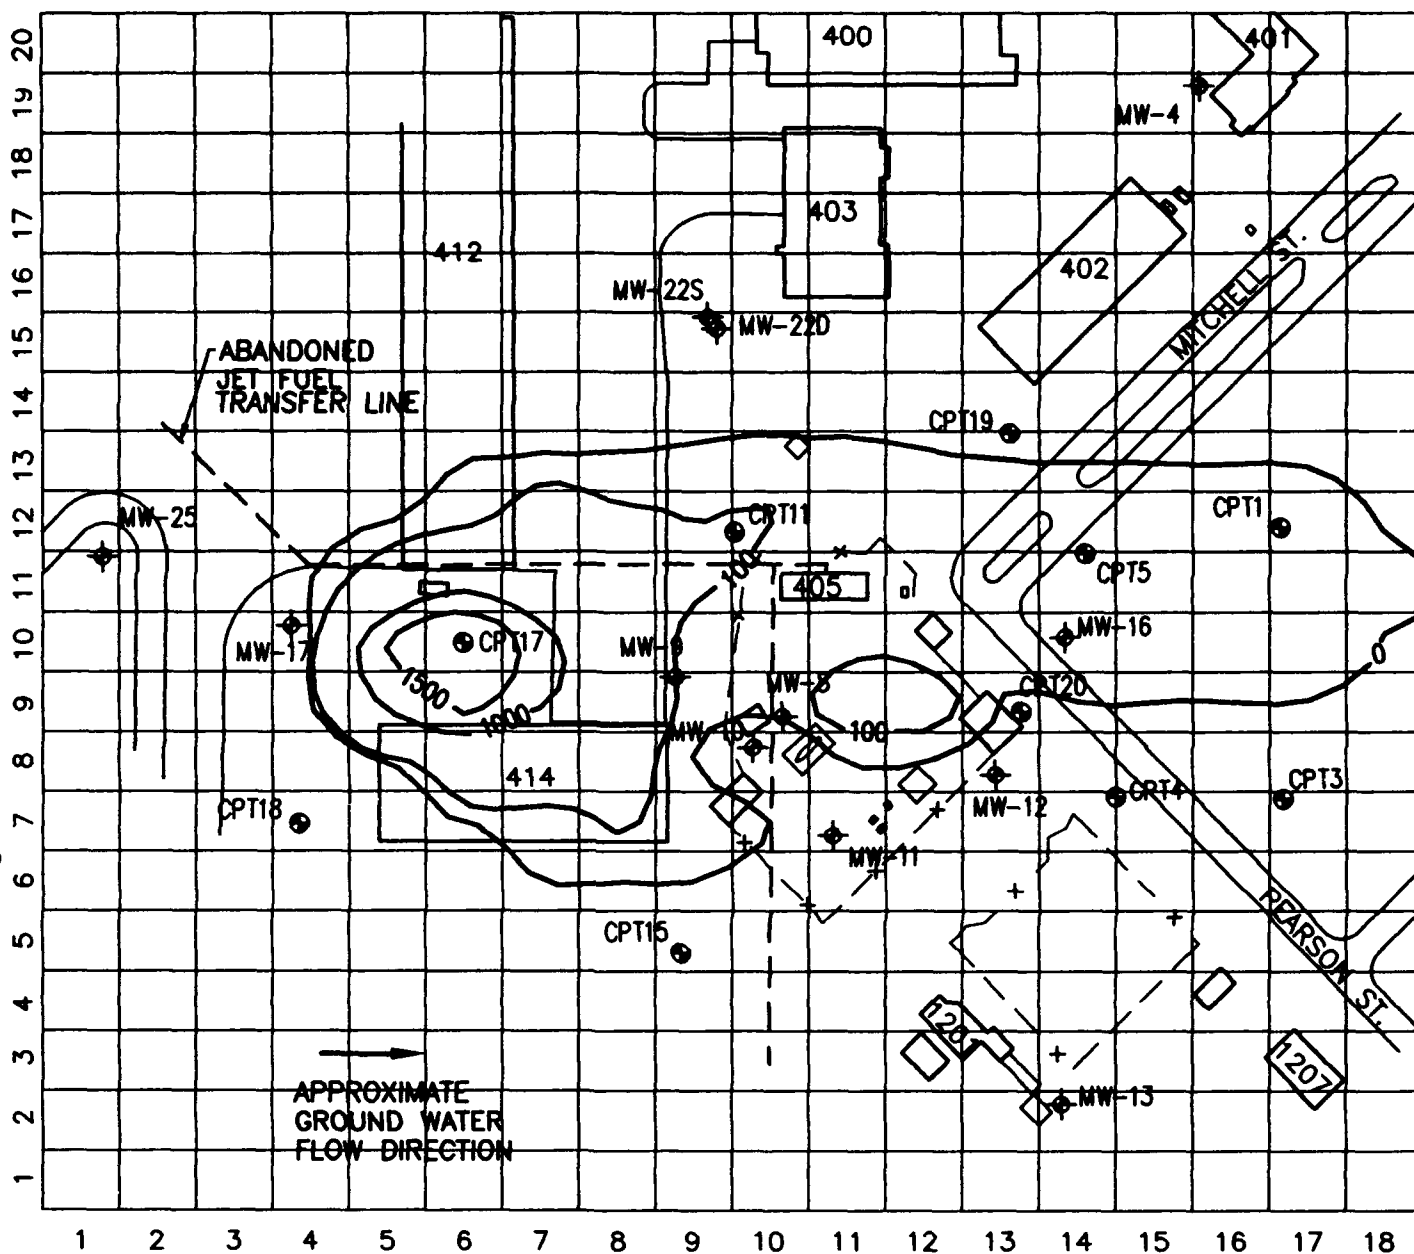 20
400
401
19
MW-4
18
17
403
MITCHELL ST.
412
402
16
MW-22S
MW-22D
15
ABANDONED
JET FUEL
TRANSFER LINE
14
CPT19
13
MW-25
CPT11
CPT1
12
100
CPT5
11
405
MW-17
CPT17
MW-9
MW-16
10
0
1500
MW-8
CPT20
9
1000
100
8
414
CPT18
MW-12
CPT4
CPT3
7
MW-11
6
CPT15
PEARSON ST.
5
4
120
3
1207
APPROXIMATE
GROUND WATER
FLOW DIRECTION
MW-13
2
1
1 2 3 4 5 6 7 8 9 10 11 12 13 14 15 16 17 18